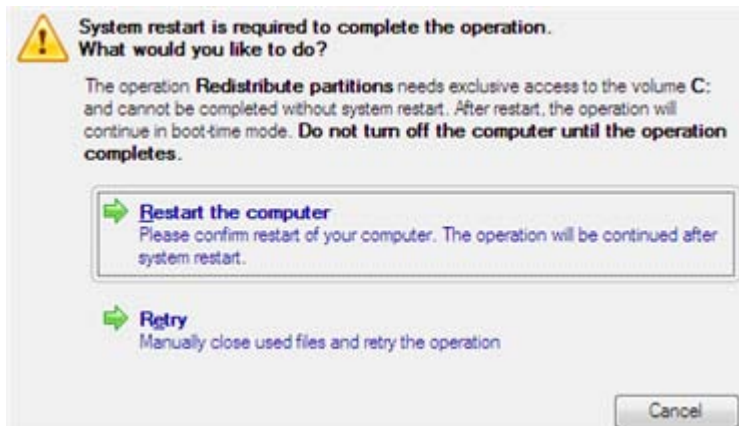 System restart is required to complete the operation.
What would you like to do?
The operation Redistribute partitions needs exclusive access to the volume C:
and cannot be completed without system restart. After restart, the operation will
continue in boot-time mode. Do not turn off the computer until the operation
completes.
Restart the computer
Please confirm restart of your computer. The operation will be continued after
system restart.
Retry
Manually close used files and retry the operation
Cancel